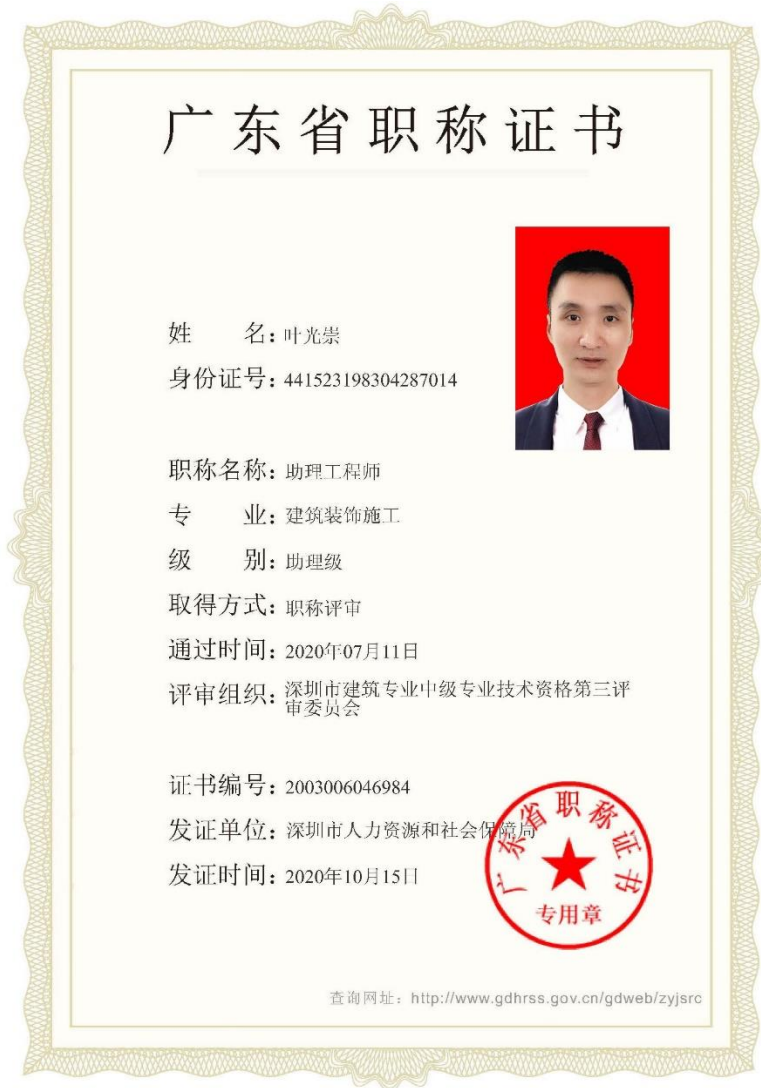 广东省职称证书
姓 名：叶光崇
身份证号：441523198304287014
职称名称：助理工程师
专 业：建筑装饰施工
级 别：助理级
取得方式：职称评审
通过时间：2020年07月11日
评审组织：深圳市建筑专业中级专业技术资格第三评
审委员会
证书编号：2003006046984
发证单位：深圳市人力资源和社会保障局
发证时间：2020年10月15日
广东省职称证书
专用章
查询网址：http://www.gdhrss.gov.cn/gdweb/zyjsrc